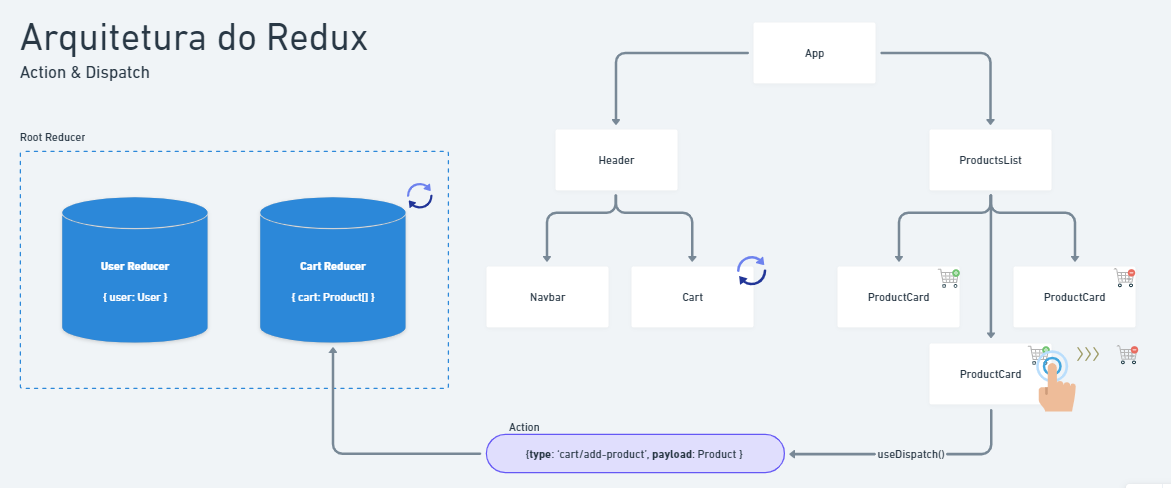 Arquitetura do Redux
Action & Dispatch
Root Reducer
User Reducer
{ user: User }
Cart Reducer
{ cart: Product[] }
App
Header
ProductsList
Navbar
Cart
ProductCard
ProductCard
ProductCard
Action
{type: 'cart/add-product', payload: Product }
useDispatch()